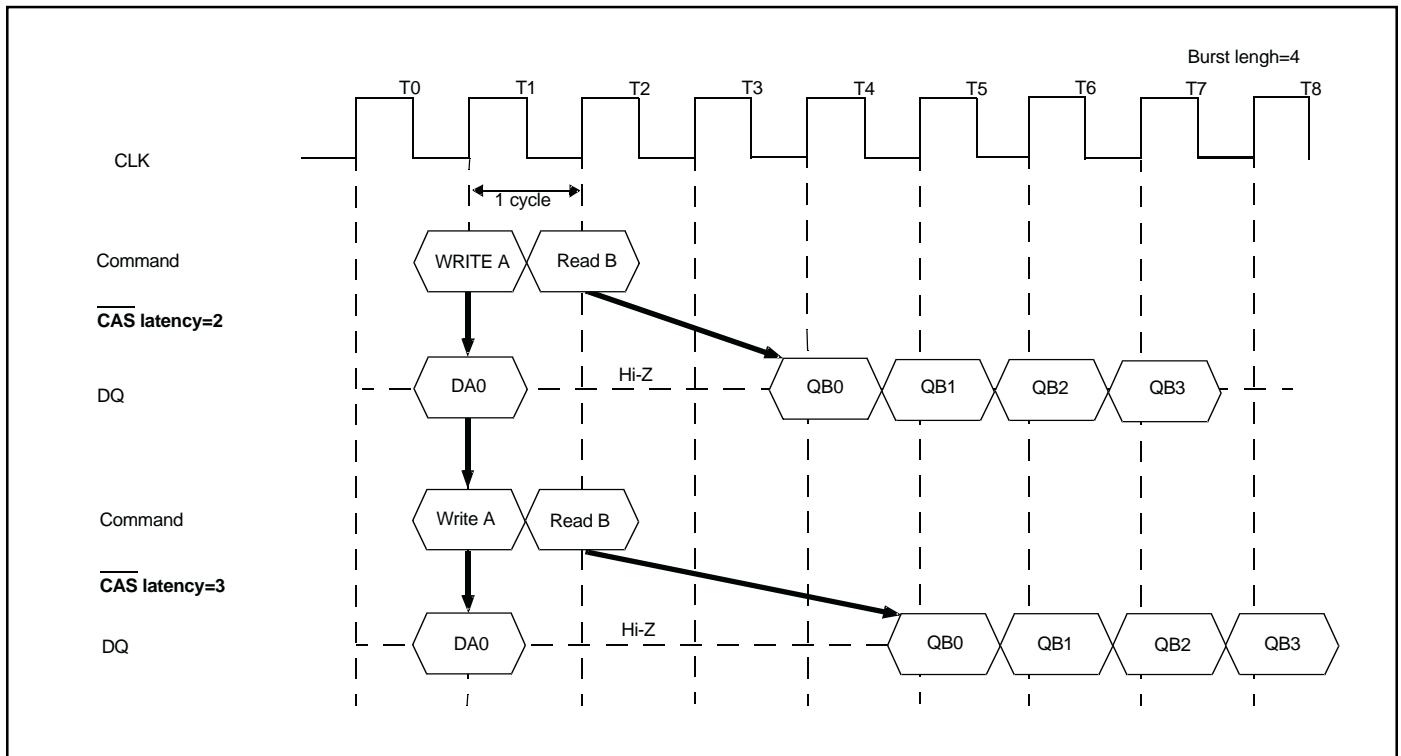 Burst lengh=4
T0 T1 T2 T3 T4 T5 T6 T7 T8
CLK
1 cycle
Command WRITE A Read B
CAS latency=2
DQ DA0 Hi-Z QB0 QB1 QB2 QB3
Command Write A Read B
CAS latency=3
DQ DA0 Hi-Z QB0 QB1 QB2 QB3